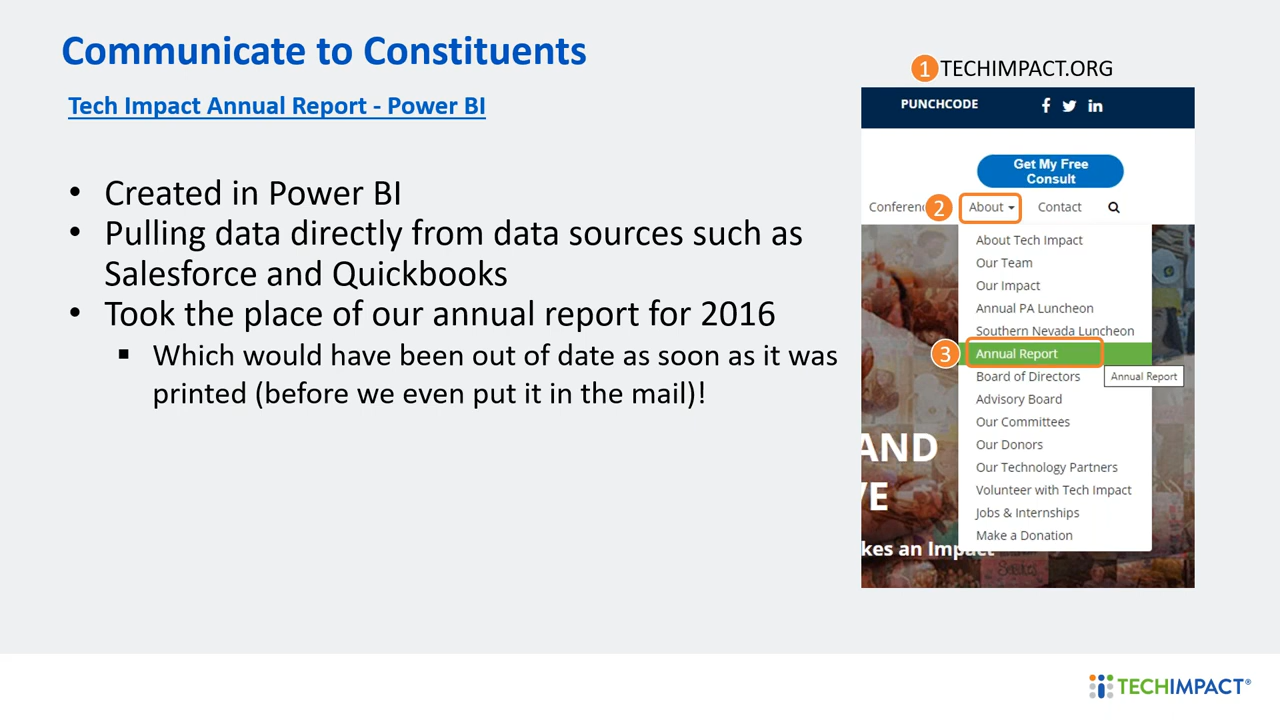 Communicate to Constituents
Tech Impact Annual Report - Power BI
• Created in Power BI
• Pulling data directly from data sources such as
Salesforce and Quickbooks
• Took the place of our annual report for 2016
▪ Which would have been out of date as soon as it was
printed (before we even put it in the mail)!
1 TECHIMPACT.ORG
PUNCHCODE
Get My Free
Consult
Conferen 2 About Contact
About Tech Impact
Our Team
Our Impact
Annual PA Luncheon
Southern Nevada Luncheon
3 Annual Report
Board of Directors
Annual Report
Advisory Board
Our Committees
Our Donors
Our Technology Partners
Volunteer with Tech Impact
Jobs & Internships
Make a Donation
AND
VE
kes an Impact
TECHIMPACT®